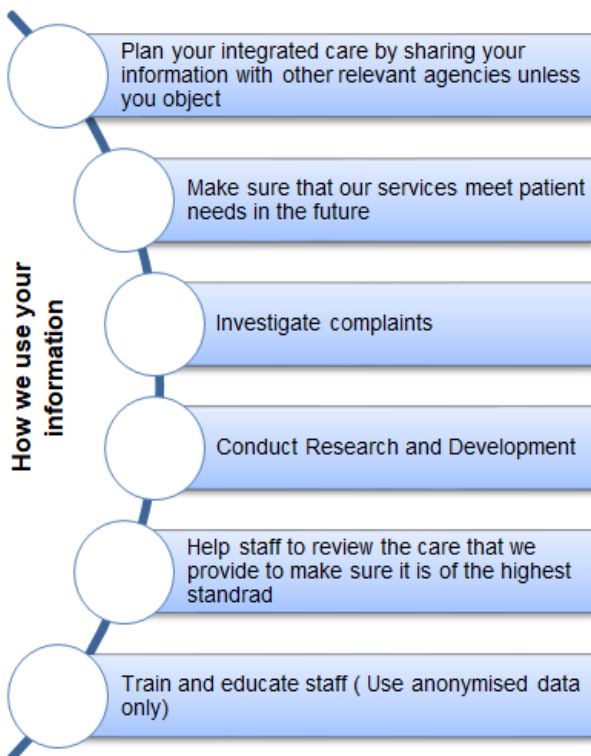 How we use your
information
Plan your integrated care by sharing your
information with other relevant agencies unless
you object
Make sure that our services meet patient
needs in the future
Investigate complaints
Conduct Research and Development
Help staff to review the care that we
provide to make sure it is of the highest
standrad
Train and educate staff ( Use anonymised data
only)